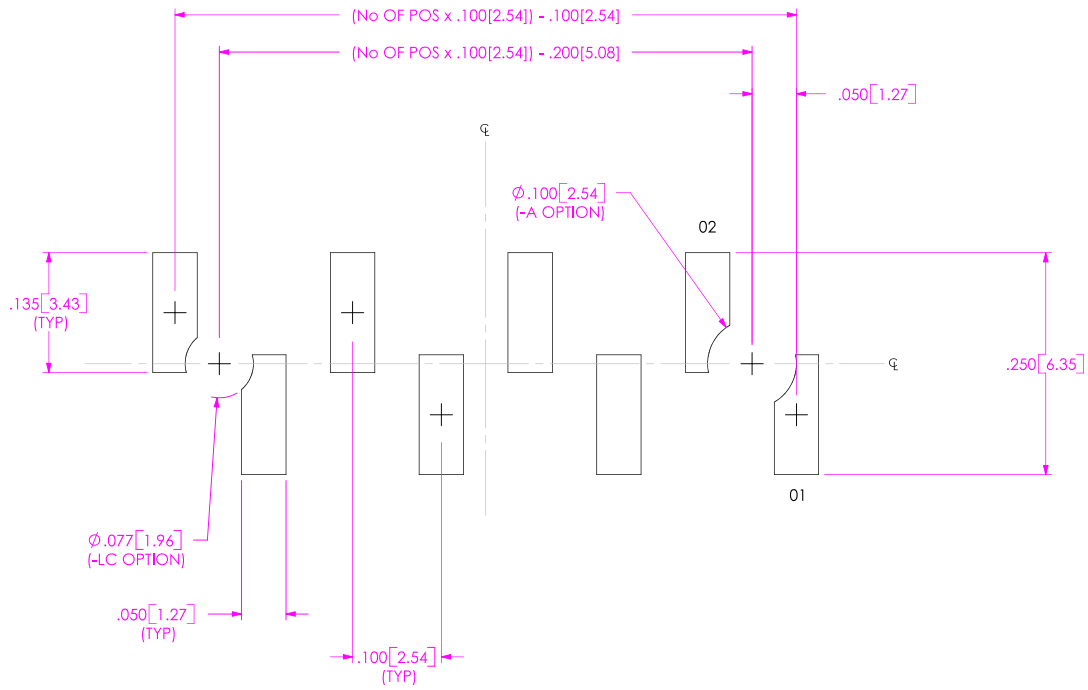 (No OF POS x .100[2.54]) - .100[2.54]
(No OF POS x .100[2.54]) - .200[5.08]
.050[1.27]
℄
Ø.100[2.54]
(-A OPTION)
02
.135[3.43]
(TYP)
℄
.250[6.35]
01
Ø.077[1.96]
(-LC OPTION)
.050[1.27]
(TYP)
.100[2.54]
(TYP)